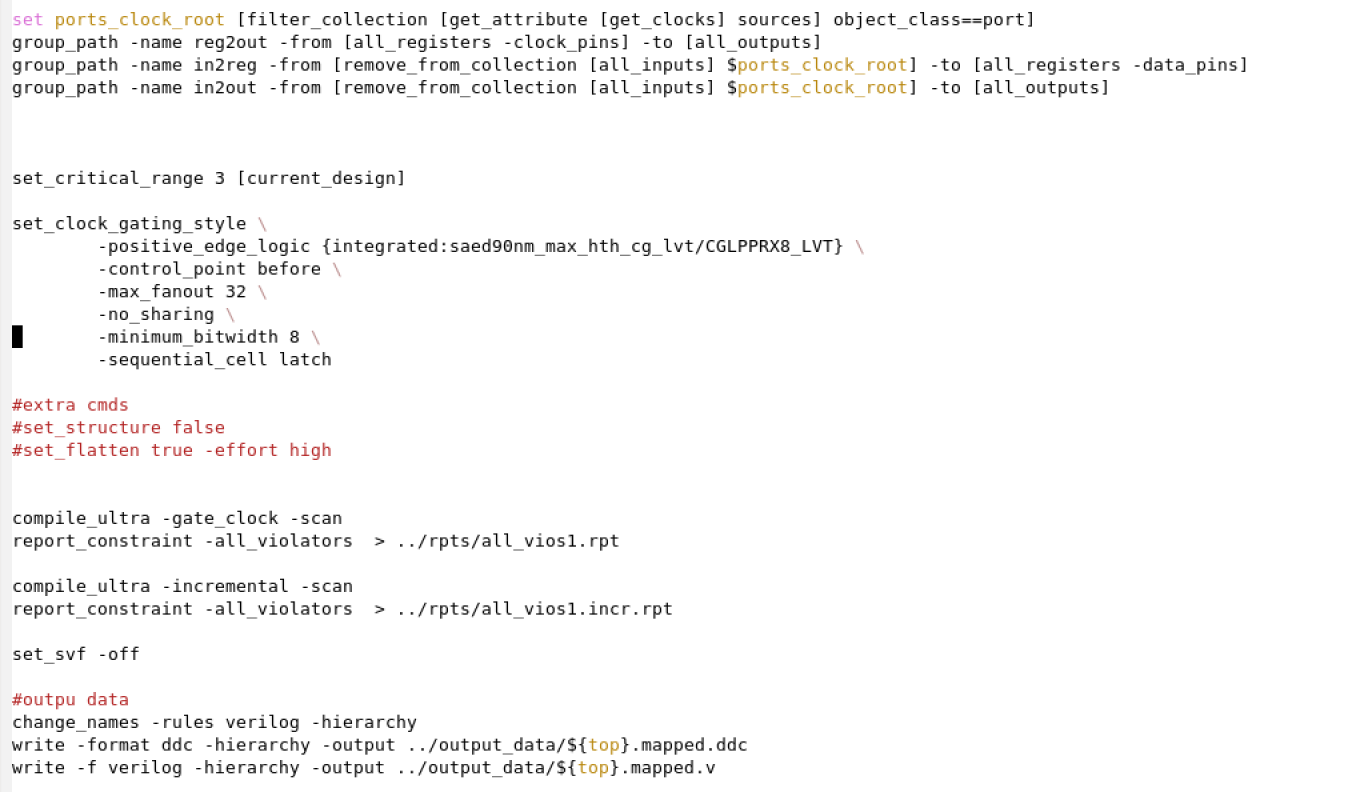 set ports_clock_root [filter_collection [get_attribute [get_clocks] sources] object_class==port]
group_path -name reg2out -from [all_registers -clock_pins] -to [all_outputs]
group_path -name in2reg -from [remove_from_collection [all_inputs] $ports_clock_root] -to [all_registers -data_pins]
group_path -name in2out -from [remove_from_collection [all_inputs] $ports_clock_root] -to [all_outputs]
set_critical_range 3 [current_design]
set_clock_gating_style \
-positive_edge_logic {integrated:saed90nm_max_hth_cg_lvt/CGLPPRX8_LVT} \
-control_point before \
-max_fanout 32 \
-no_sharing \
-minimum_bitwidth 8 \
-sequential_cell latch
#extra cmds
#set_structure false
#set_flatten true -effort high
compile_ultra -gate_clock -scan
report_constraint -all_violators  > ../rpts/all_vios1.rpt
compile_ultra -incremental -scan
report_constraint -all_violators  > ../rpts/all_vios1.incr.rpt
set_svf -off
#outpu data
change_names -rules verilog -hierarchy
write -format ddc -hierarchy -output ../output_data/${top}.mapped.ddc
write -f verilog -hierarchy -output ../output_data/${top}.mapped.v